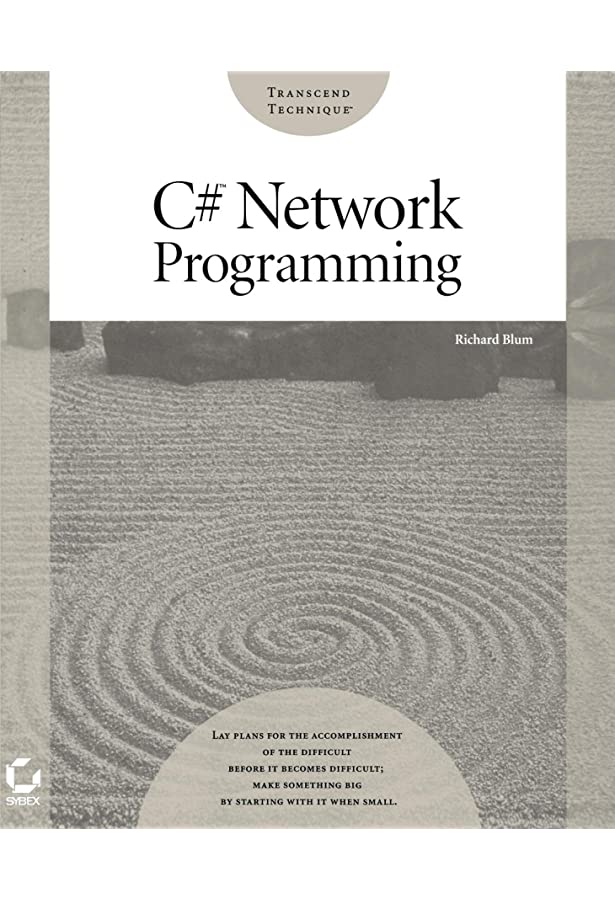 TRANSCEND
TECHNIQUE™
C#™ Network
Programming
Richard Blum
LAY PLANS FOR THE ACCOMPLISHMENT
OF THE DIFFICULT
BEFORE IT BECOMES DIFFICULT;
MAKE SOMETHING BIG
BY STARTING WITH IT WHEN SMALL.
SYBEX